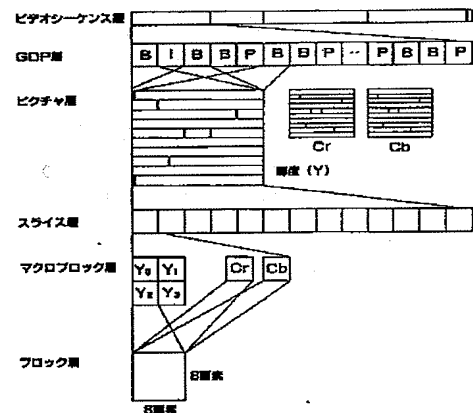 ビデオシーケンス層
GOP層
B I B B P B B P -- P B B P
ピクチャ層
Cr Cb
輝度 (Y)
スライス層
マクロブロック層
Y0 Y1 Cr Cb
Y2 Y3
ブロック層
8画素
8画素